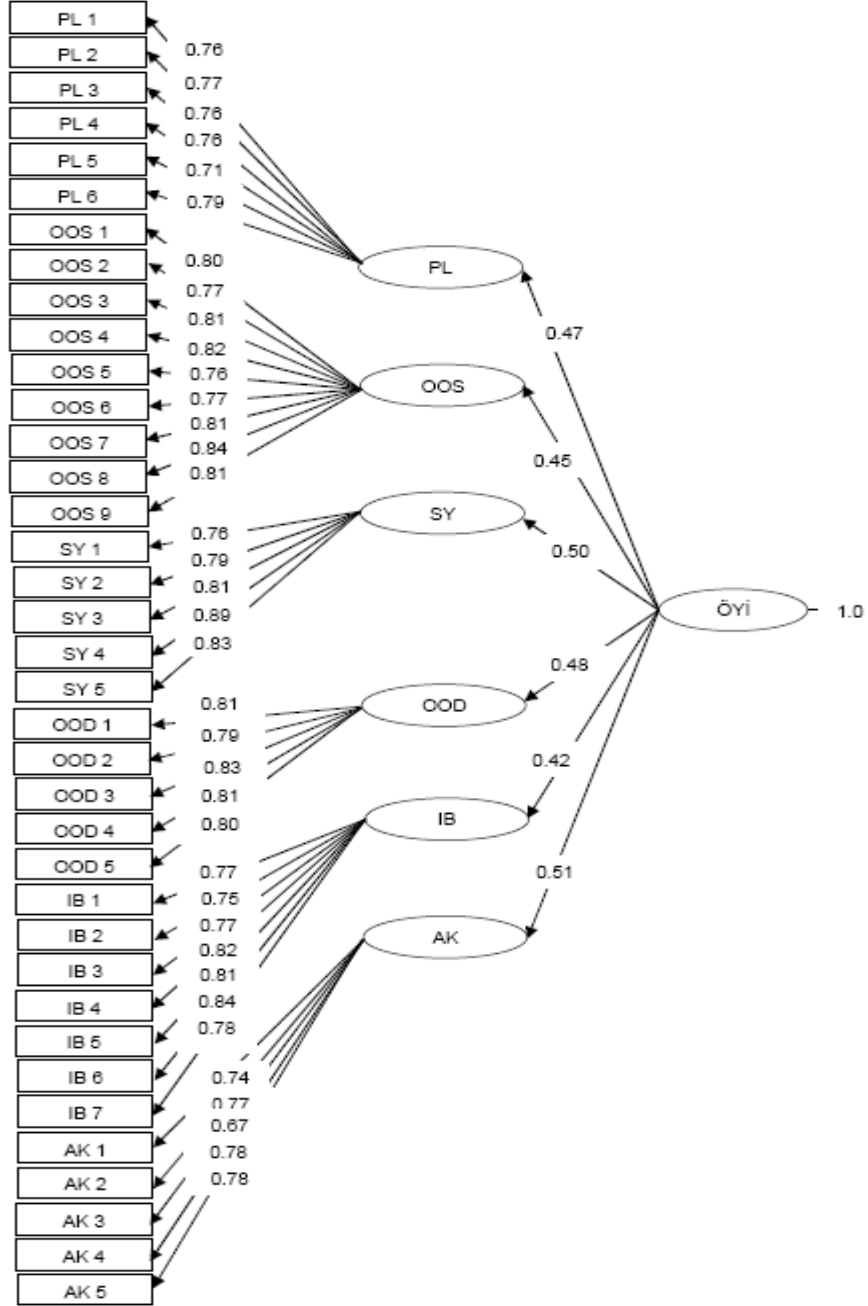 PL 1
PL 2
PL 3
PL 4
PL 5
PL 6
OOS 1
OOS 2
OOS 3
OOS 4
OOS 5
OOS 6
OOS 7
OOS 8
OOS 9
SY 1
SY 2
SY 3
SY 4
SY 5
OOD 1
OOD 2
OOD 3
OOD 4
OOD 5
IB 1
IB 2
IB 3
IB 4
IB 5
IB 6
IB 7
AK 1
AK 2
AK 3
AK 4
AK 5
0.76
0.77
0.76
0.76
0.71
0.79
0.80
0.77
0.81
0.82
0.76
0.77
0.81
0.84
0.81
0.76
0.79
0.81
0.89
0.83
0.81
0.79
0.83
0.81
0.80
0.77
0.75
0.77
0.82
0.81
0.84
0.78
0.74
0.77
0.67
0.78
0.78
PL
OOS
SY
OOD
IB
AK
0.47
0.45
0.50
0.48
0.42
0.51
ÖYİ
1.0